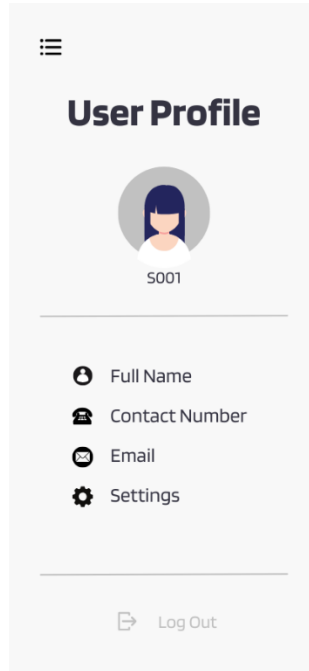 User Profile
S001
Full Name
Contact Number
Email
Settings
Log Out